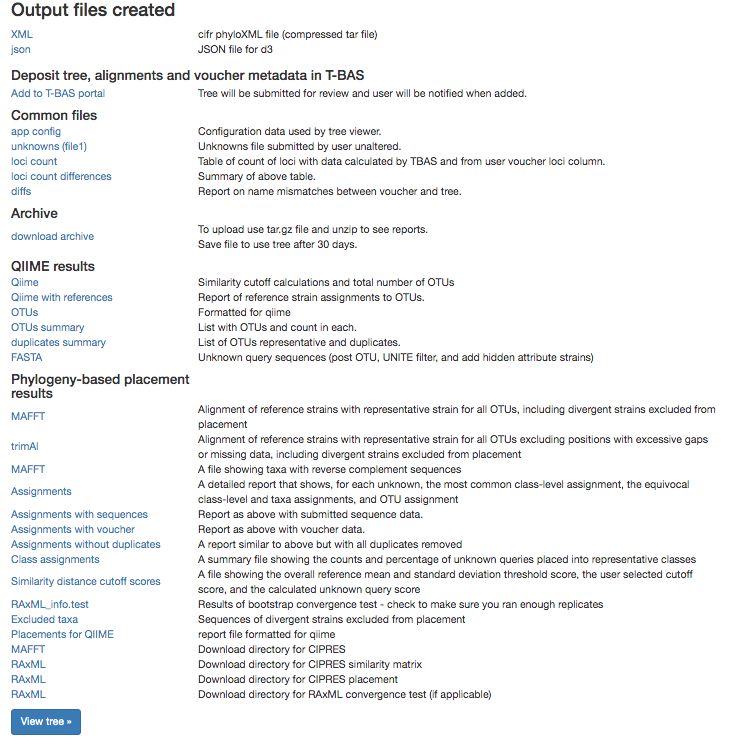 Output files created
XML cifr phyloXML file (compressed tar file)
json JSON file for d3
Deposit tree, alignments and voucher metadata in T-BAS
Add to T-BAS portal Tree will be submitted for review and user will be notified when added.
Common files
app config Configuration data used by tree viewer.
unknowns (file1) Unknowns file submitted by user unaltered.
loci count Table of count of loci with data calculated by TBAS and from user voucher loci column.
loci count differences Summary of above table.
diffs Report on name mismatches between voucher and tree.
Archive
download archive To upload use tar.gz file and unzip to see reports.
Save file to use tree after 30 days.
QIIME results
Qiime Similarity cutoff calculations and total number of OTUs
Qiime with references Report of reference strain assignments to OTUs.
OTUs Formatted for qiime
OTUs summary List with OTUs and count in each.
duplicates summary List of OTUs representative and duplicates.
FASTA Unknown query sequences (post OTU, UNITE filter, and add hidden attribute strains)
Phylogeny-based placement
results
MAFFT Alignment of reference strains with representative strain for all OTUs, including divergent strains excluded from
placement
trimAl Alignment of reference strains with representative strain for all OTUs excluding positions with excessive gaps
or missing data, including divergent strains excluded from placement
MAFFT A file showing taxa with reverse complement sequences
Assignments A detailed report that shows, for each unknown, the most common class-level assignment, the equivocal
class-level and taxa assignments, and OTU assignment
Assignments with sequences Report as above with submitted sequence data.
Assignments with voucher Report as above with voucher data.
Assignments without duplicates A report similar to above but with all duplicates removed
Class assignments A summary file showing the counts and percentage of unknown queries placed into representative classes
Similarity distance cutoff scores A file showing the overall reference mean and standard deviation threshold score, the user selected cutoff
score, and the calculated unknown query score
RAxML_info.test Results of bootstrap convergence test - check to make sure you ran enough replicates
Excluded taxa Sequences of divergent strains excluded from placement
Placements for QIIME report file formatted for qiime
MAFFT Download directory for CIPRES
RAxML Download directory for CIPRES similarity matrix
RAxML Download directory for CIPRES placement
RAxML Download directory for RAxML convergence test (if applicable)
View tree »